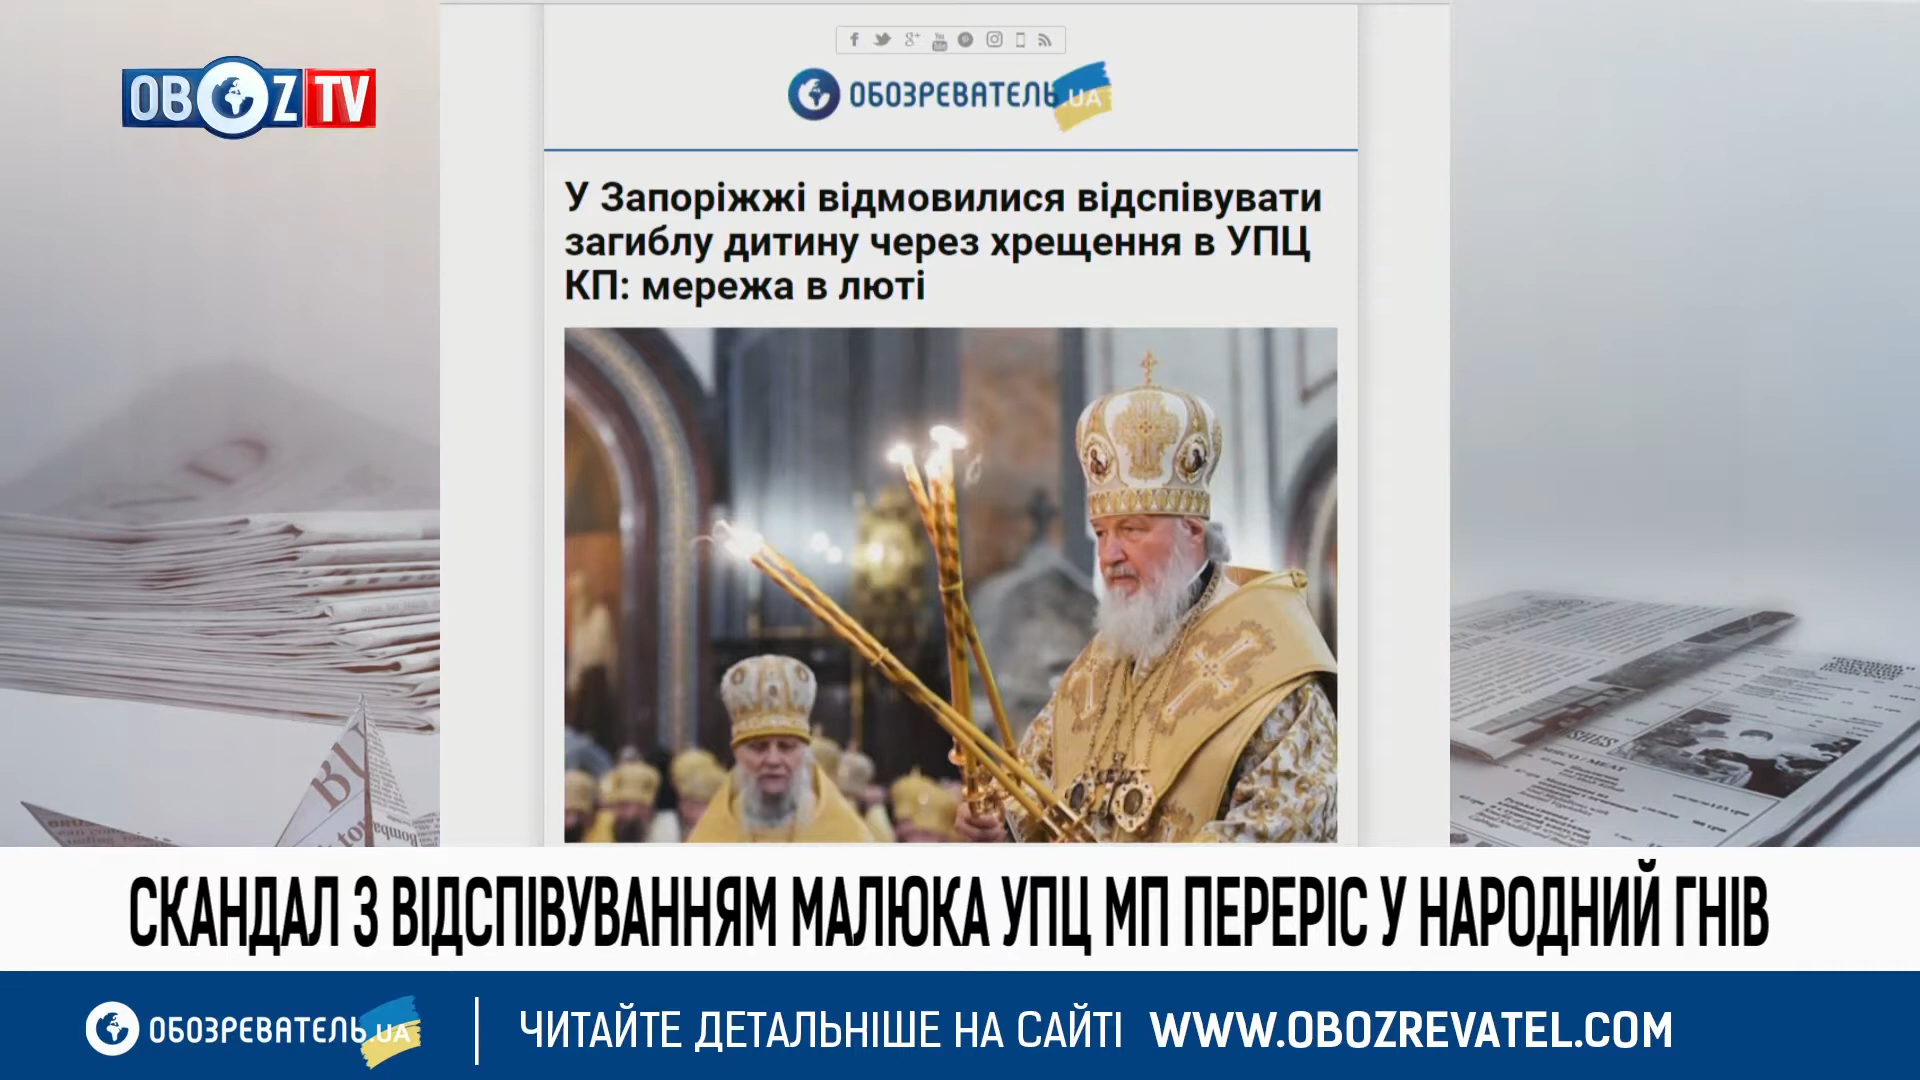 OBOZ TV
ОБОЗРЕВАТЕЛЬ.UA
У Запоріжжі відмовилися відспівувати
загиблу дитину через хрещення в УПЦ
КП: мережа в люті
СКАНДАЛ З ВІДСПІВУВАННЯМ МАЛЮКА УПЦ МП ПЕРЕРІС У НАРОДНИЙ ГНІВ
ОБОЗРЕВАТЕЛЬ.UA
ЧИТАЙТЕ ДЕТАЛЬНІШЕ НА САЙТІ WWW.OBOZREVATEL.COM